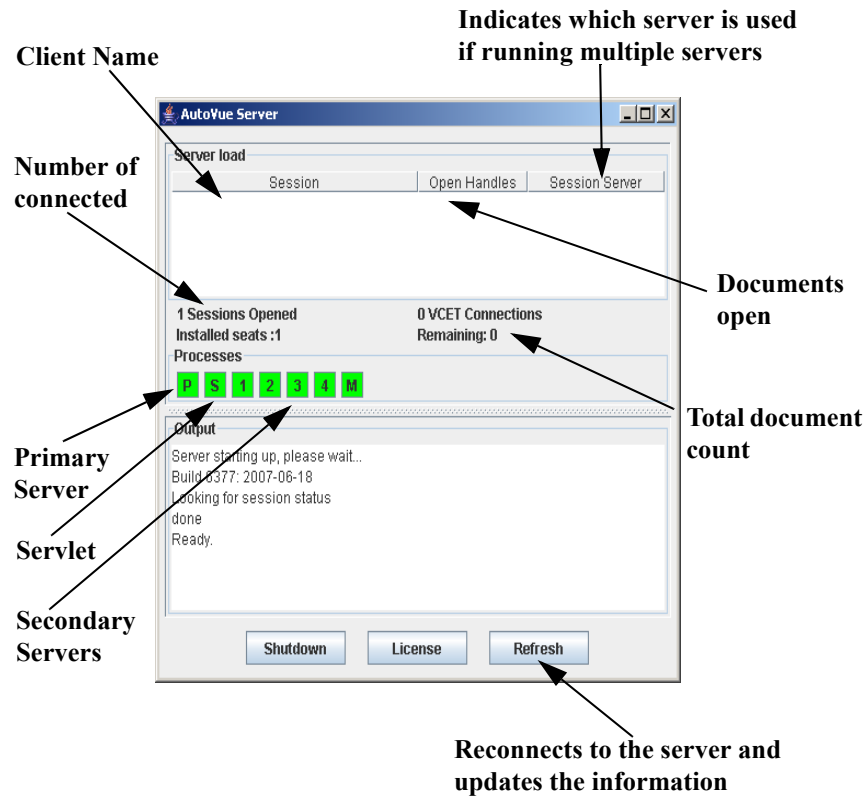 Indicates which server is used
if running multiple servers
Client Name
AutoVue Server
Server load
Number of
connected
Session
Open Handles
Session Server
Documents
open
1 Sessions Opened
0 VCET Connections
Installed seats :1
Remaining: 0
Processes
P S 1 2 3 4 M
Total document
count
Output
Primary
Server
Server starting up, please wait...
Build 6377: 2007-06-18
Looking for session status
done
Ready.
Servlet
Secondary
Servers
Shutdown
License
Refresh
Reconnects to the server and
updates the information